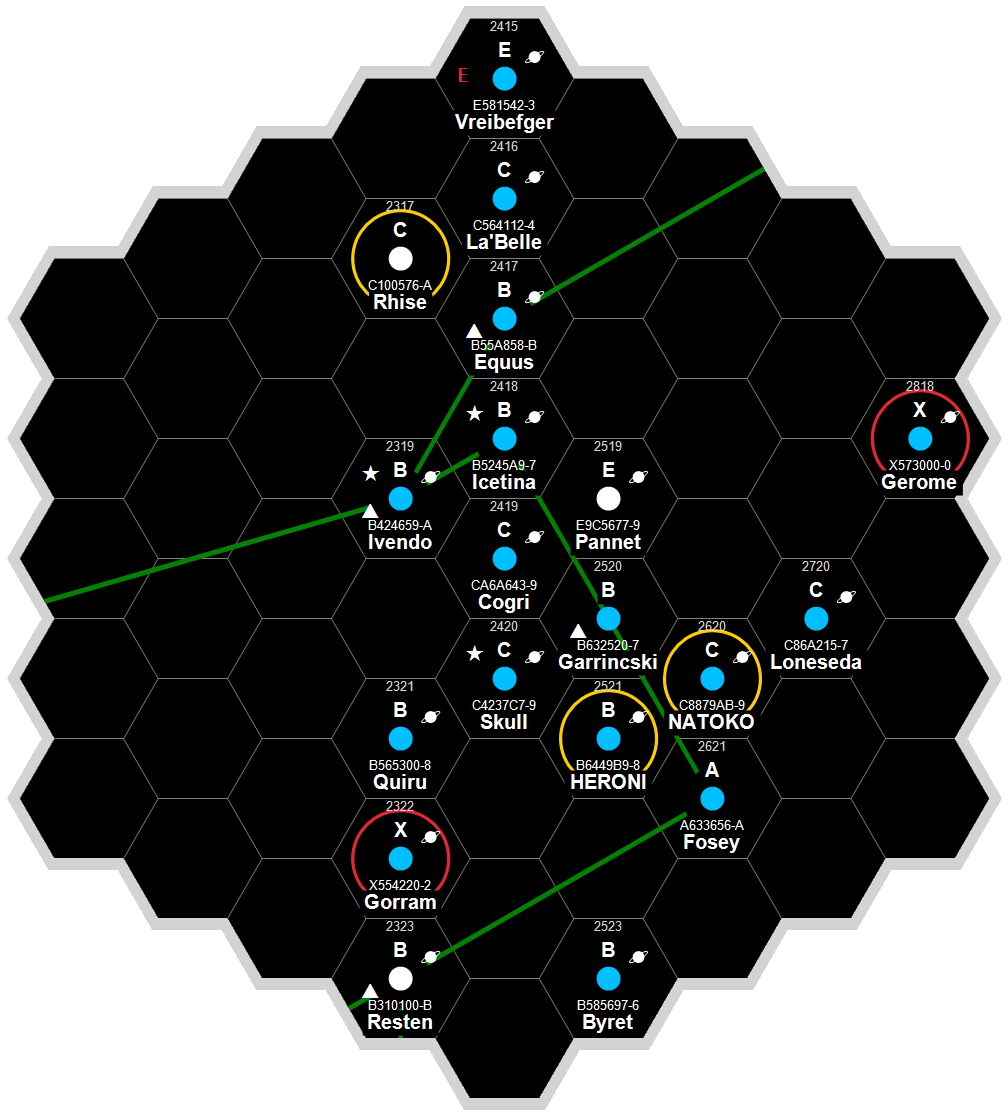 2415
E
E
E581542-3
Vreibefger
2416
C
C564112-4
La'Belle
2317
C
C100576-A
Rhise
2417
B
B55A858-B
Equus
2418
B
B5245A9-7
Icetina
2818
X
X573000-0
Gerome
2319
B
B424659-A
Ivendo
2519
E
E9C5677-9
Pannet
2419
C
CA6A643-9
Cogri
2520
B
B632520-7
Garrincski
2720
C
C86A215-7
Loneseda
2420
C
C4237C7-9
Skull
2620
C
C8879AB-9
NATOKO
2321
B
B565300-8
Quiru
2521
B
B6449B9-8
HERONI
2621
A
A633656-A
Fosey
2322
X
X554220-2
Gorram
2323
B
B310100-B
Resten
2523
B
B585697-6
Byret